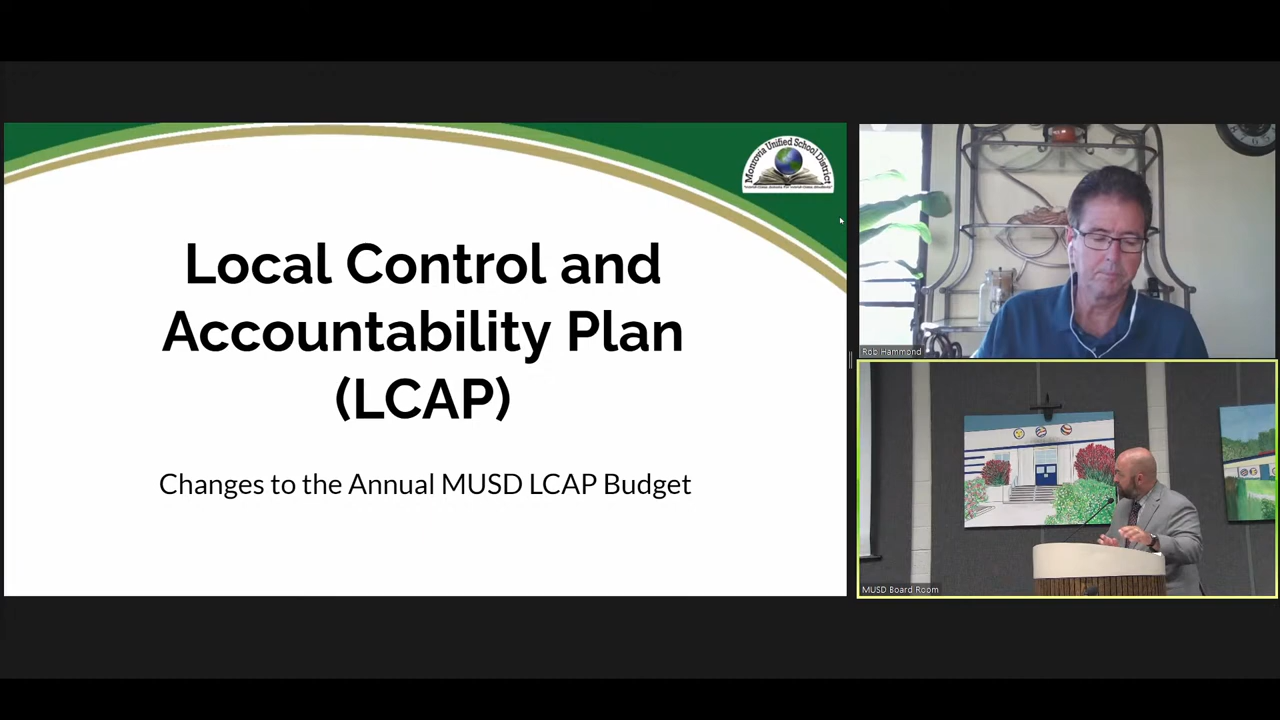 Monrovia Unified School District
Local Control and
Accountability Plan
(LCAP)
Changes to the Annual MUSD LCAP Budget
Rob Hammond
MUSD Board Room